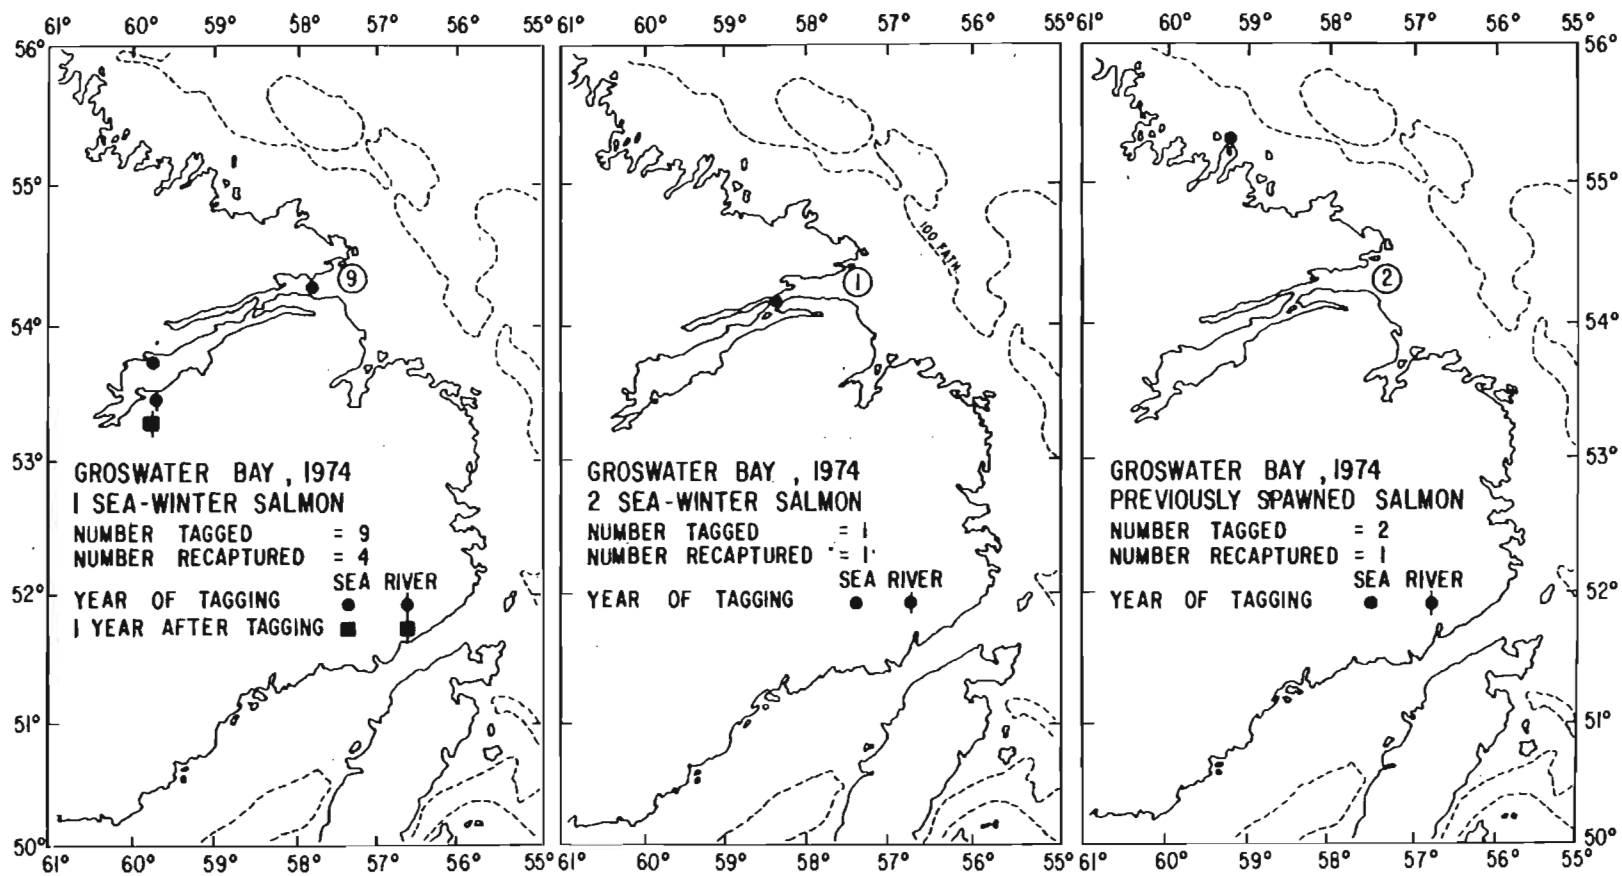 61° 60° 59° 58° 57° 56° 55°
61° 60° 59° 58° 57° 56° 55°
61° 60° 59° 58° 57° 56° 55°
56°
55°
54°
53°
52°
51°
50°
9
GROSWATER BAY, 1974
1 SEA-WINTER SALMON
NUMBER TAGGED = 9
NUMBER RECAPTURED = 4
SEA RIVER
YEAR OF TAGGING
1 YEAR AFTER TAGGING
61° 60° 59° 58° 57° 56° 55°
100 FATH.
1
GROSWATER BAY, 1974
2 SEA-WINTER SALMON
NUMBER TAGGED = 1
NUMBER RECAPTURED = 1
SEA RIVER
YEAR OF TAGGING
61° 60° 59° 58° 57° 56° 55°
2
GROSWATER BAY, 1974
PREVIOUSLY SPAWNED SALMON
NUMBER TAGGED = 2
NUMBER RECAPTURED = 1
SEA RIVER
YEAR OF TAGGING
56°
55°
54°
53°
52°
51°
50°
61° 60° 59° 58° 57° 56° 55°